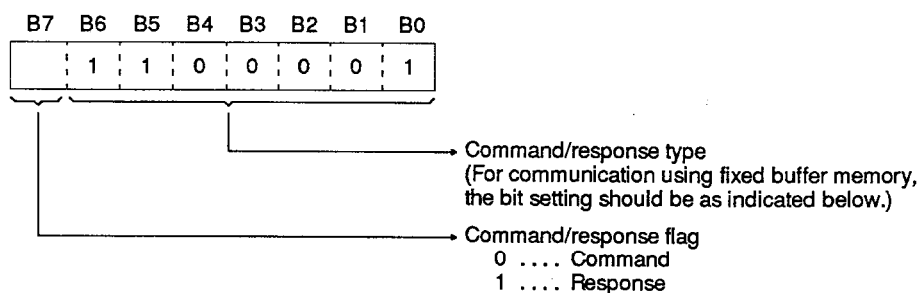 B7 B6 B5 B4 B3 B2 B1 B0
1 1 0 0 0 0 1
Command/response type
(For communication using fixed buffer memory,
the bit setting should be as indicated below.)
Command/response flag
0 .... Command
1 .... Response